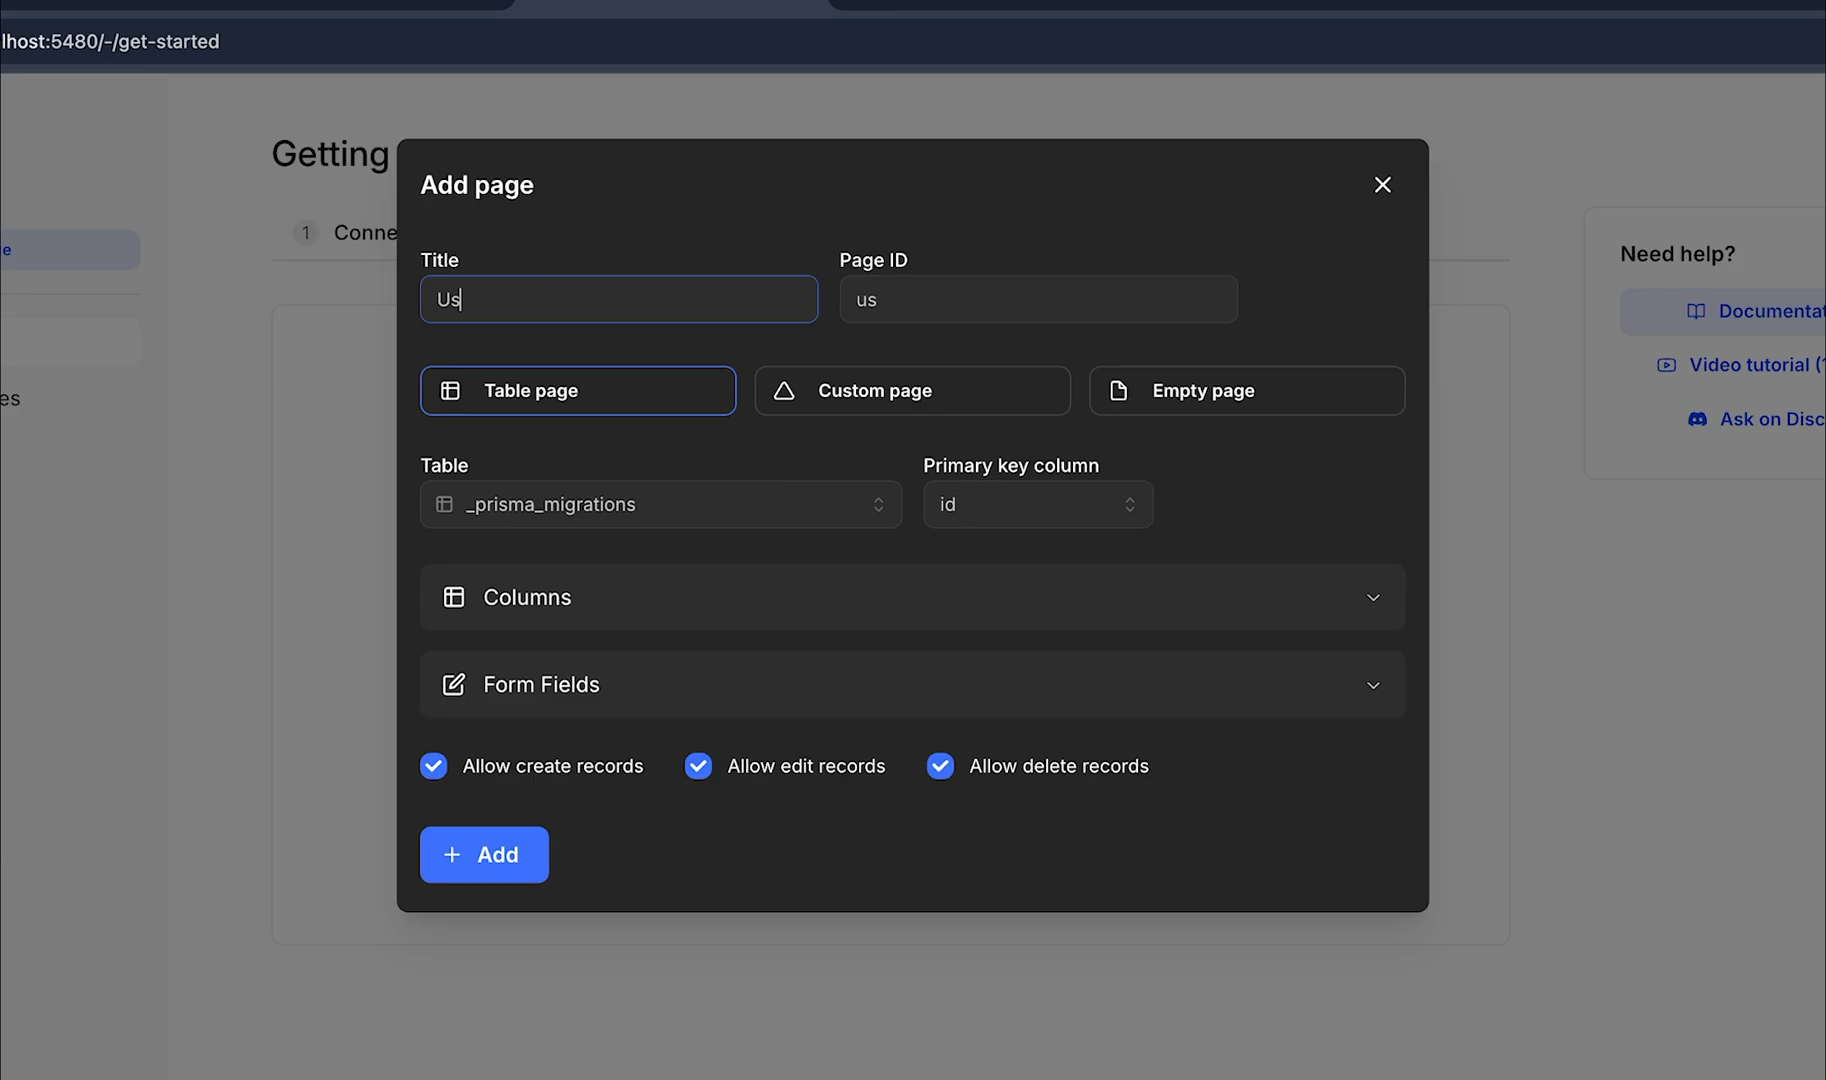 lhost:5480/-/get-started
Getting
1 Conne
e
es
Add page
Title
Us
Page ID
us
Table page
Custom page
Empty page
Table
_prisma_migrations
Primary key column
id
Columns
Form Fields
Allow create records
Allow edit records
Allow delete records
+ Add
Need help?
Documentat
Video tutorial (
Ask on Disc